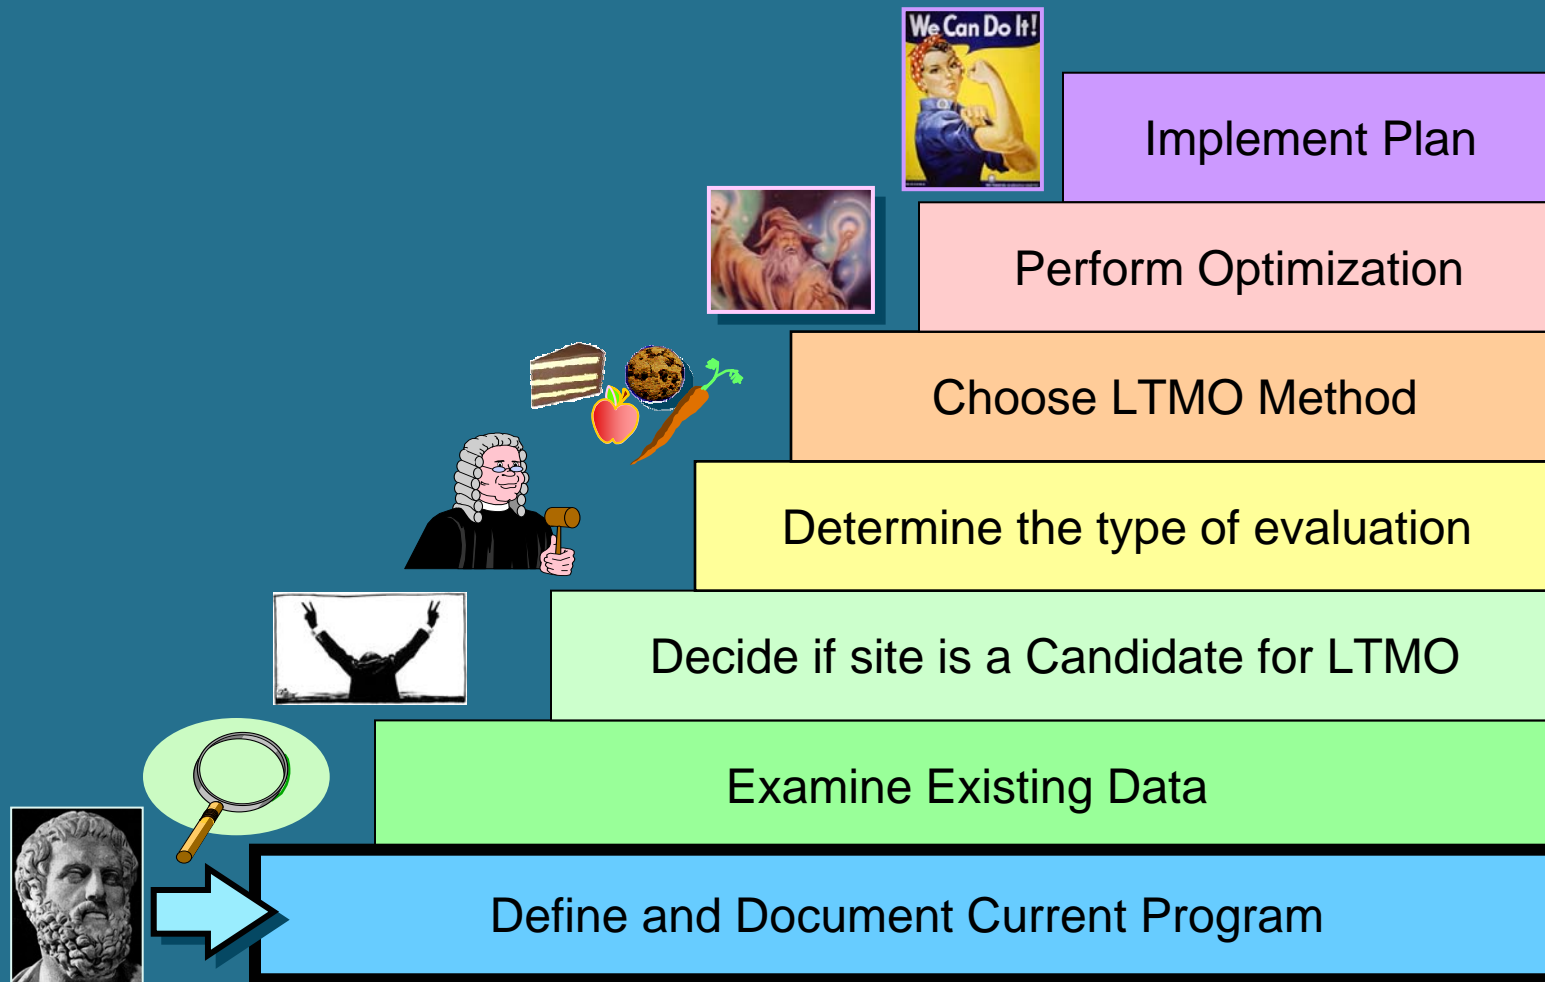 We Can Do It!
Implement Plan
Perform Optimization
Choose LTMO Method
Determine the type of evaluation
Decide if site is a Candidate for LTMO
Examine Existing Data
Define and Document Current Program